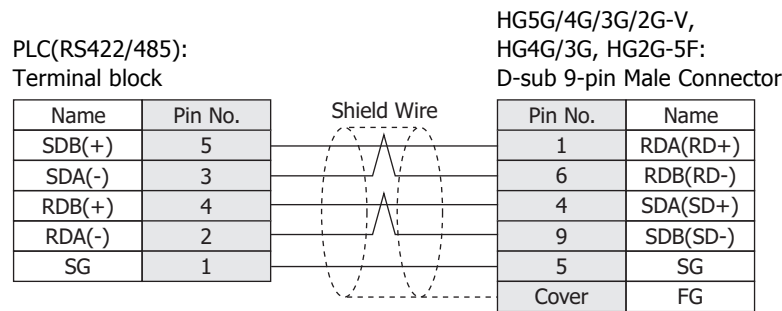 HG5G/4G/3G/2G-V,
PLC(RS422/485): HG4G/3G, HG2G-5F:
Terminal block D-sub 9-pin Male Connector
Name Pin No. Shield Wire Pin No. Name
SDB(+) 5 1 RDA(RD+)
SDA(-) 3 6 RDB(RD-)
RDB(+) 4 4 SDA(SD+)
RDA(-) 2 9 SDB(SD-)
SG 1 5 SG
Cover FG